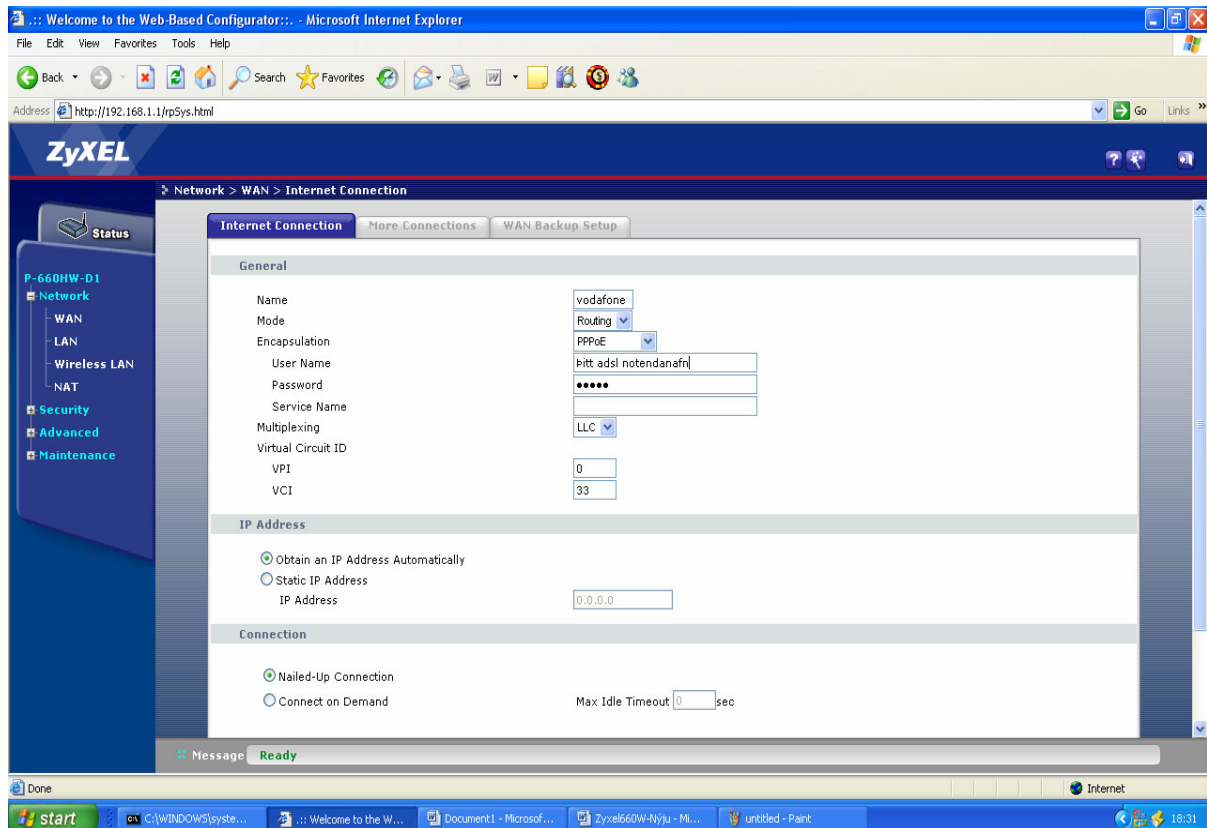 .:: Welcome to the Web-Based Configurator::. - Microsoft Internet Explorer
File Edit View Favorites Tools Help
Back Search Favorites
Address http://192.168.1.1/rpSys.html Go Links »
ZyXEL
Network > WAN > Internet Connection
Status
P-660HW-D1
Network
WAN
LAN
Wireless LAN
NAT
Security
Advanced
Maintenance
Internet Connection More Connections WAN Backup Setup
General
Name vodafone
Mode Routing
Encapsulation PPPoE
User Name Þitt adsl notendanafn
Password •••••
Service Name
Multiplexing LLC
Virtual Circuit ID
VPI 0
VCI 33
IP Address
Obtain an IP Address Automatically
Static IP Address
IP Address 0.0.0.0
Connection
Nailed-Up Connection
Connect on Demand Max Idle Timeout 0 sec
Message Ready
Done Internet
start C:\WINDOWS\syste... .:: Welcome to the W... Document1 - Microsof... Zyxel660W-Nýju - Mi... untitled - Paint 18:31